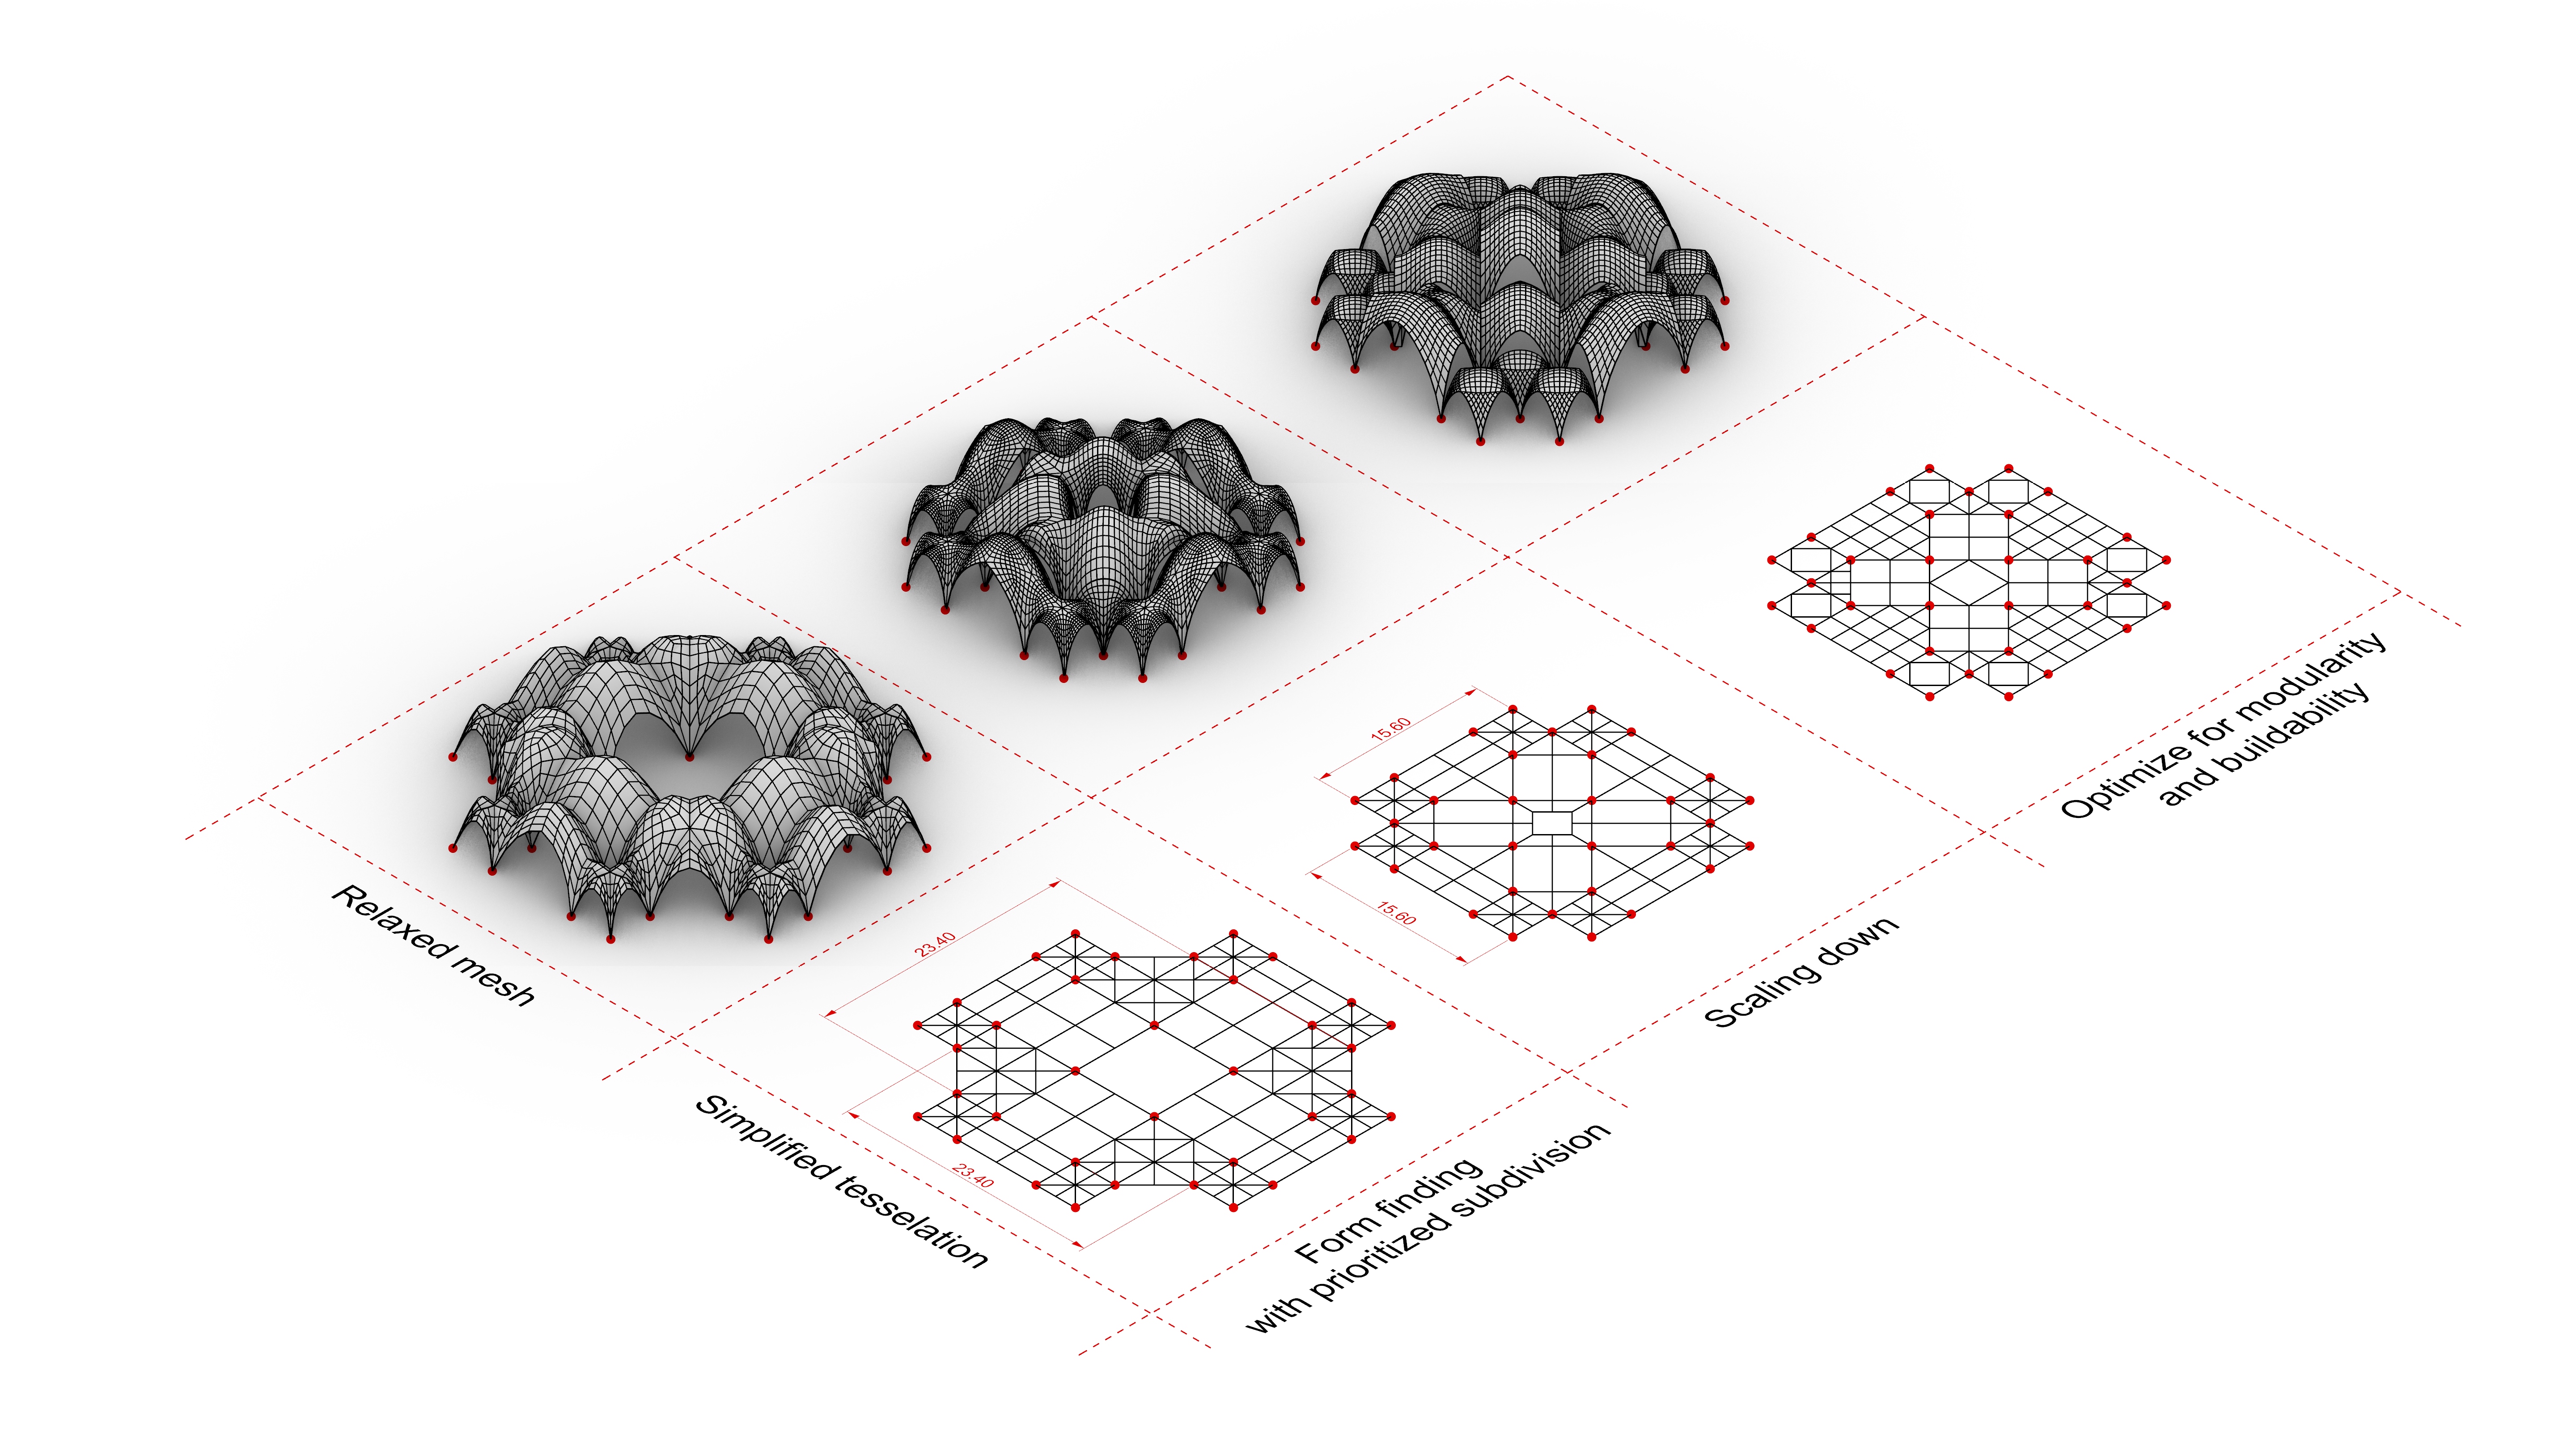 Relaxed mesh
Simplified tesselation
Form finding
with prioritized subdivision
Scaling down
Optimize for modularity
and buildability
23.40
23.40
15.60
15.60